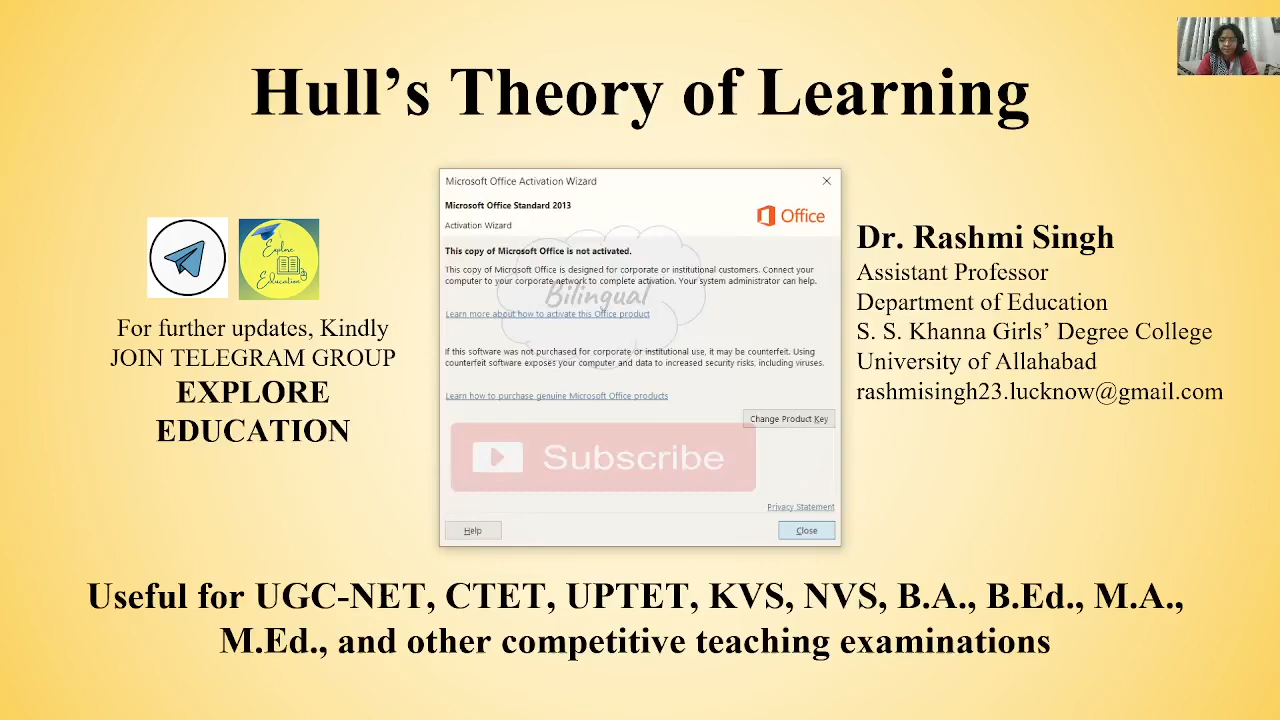 Hull's Theory of Learning
Microsoft Office Activation Wizard
Microsoft Office Standard 2013
Activation Wizard
Office
This copy of Microsoft Office is not activated.
This copy of Microsoft Office is designed for corporate or institutional customers. Connect your
computer to your corporate network to complete activation. Your system administrator can help.
Bilingual
Learn more about how to activate this Office product
If this software was not purchased for corporate or institutional use, it may be counterfeit. Using
counterfeit software exposes your computer and data to increased security risks, including viruses.
Learn how to purchase genuine Microsoft Office products
Change Product Key
Subscribe
Privacy Statement
Help
Close
Explore
Education
For further updates, Kindly
JOIN TELEGRAM GROUP
EXPLORE
EDUCATION
Dr. Rashmi Singh
Assistant Professor
Department of Education
S. S. Khanna Girls' Degree College
University of Allahabad
rashmisingh23.lucknow@gmail.com
Useful for UGC-NET, CTET, UPTET, KVS, NVS, B.A., B.Ed., M.A.,
M.Ed., and other competitive teaching examinations